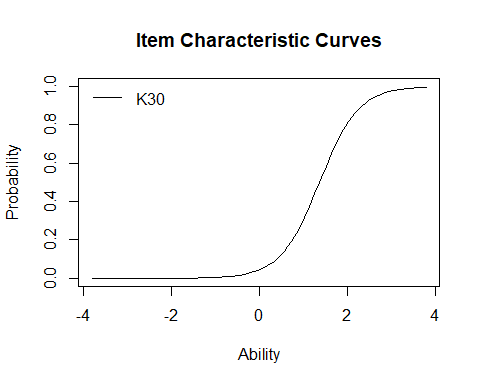 Item Characteristic Curves
K30
Probability
0.0 0.2 0.4 0.6 0.8 1.0
-4 -2 0 2 4
Ability